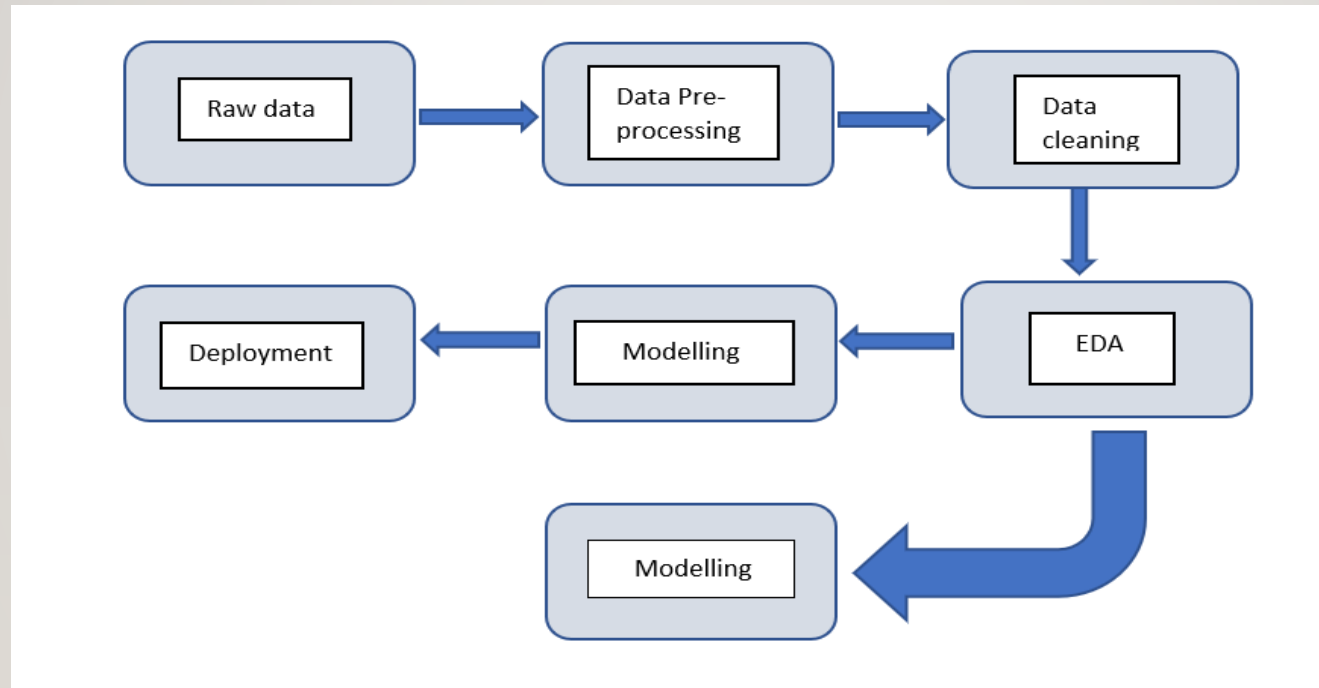 Raw data
Data Pre-
processing
Data
cleaning
Deployment
Modelling
EDA
Modelling